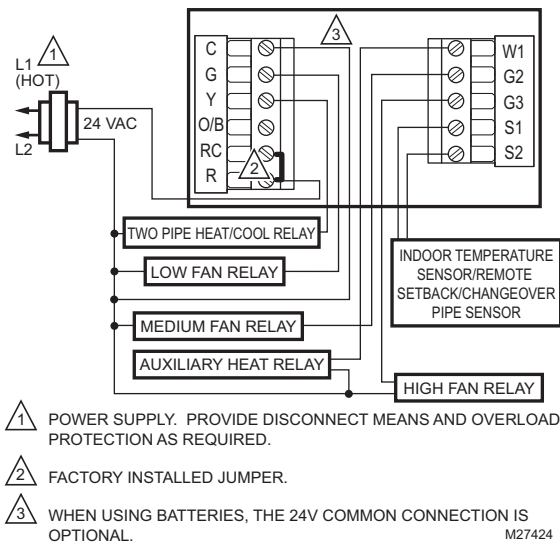 L1
(HOT)
1
24 VAC
L2
C
G
Y
O/B
RC
R
2
3
W1
G2
G3
S1
S2
TWO PIPE HEAT/COOL RELAY
LOW FAN RELAY
MEDIUM FAN RELAY
AUXILIARY HEAT RELAY
INDOOR TEMPERATURE
SENSOR/REMOTE
SETBACK/CHANGEOVER
PIPE SENSOR
HIGH FAN RELAY
1 POWER SUPPLY. PROVIDE DISCONNECT MEANS AND OVERLOAD
PROTECTION AS REQUIRED.
2 FACTORY INSTALLED JUMPER.
3 WHEN USING BATTERIES, THE 24V COMMON CONNECTION IS
OPTIONAL.
M27424